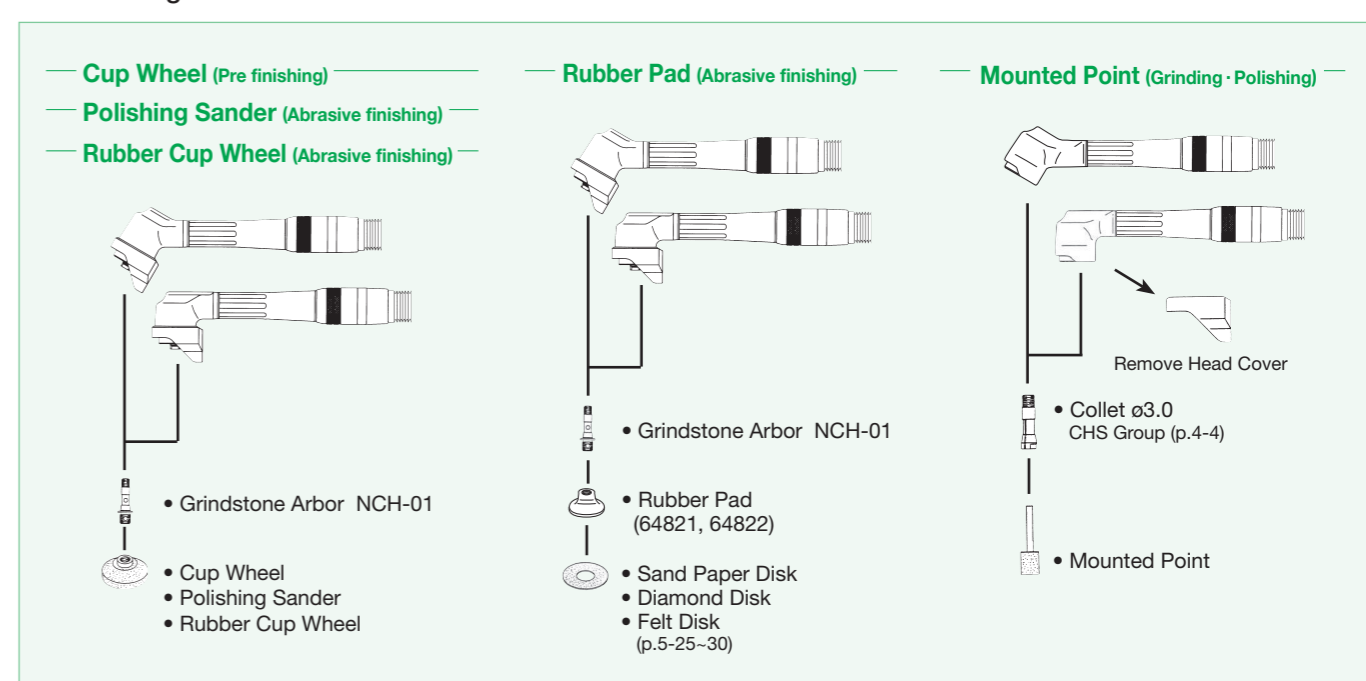 Cup Wheel (Pre finishing)
Polishing Sander (Abrasive finishing)
Rubber Cup Wheel (Abrasive finishing)
• Grindstone Arbor NCH-01
• Cup Wheel
• Polishing Sander
• Rubber Cup Wheel
Rubber Pad (Abrasive finishing)
• Grindstone Arbor NCH-01
• Rubber Pad
(64821, 64822)
• Sand Paper Disk
• Diamond Disk
• Felt Disk
(p.5-25~30)
Mounted Point (Grinding · Polishing)
Remove Head Cover
• Collet ø3.0
CHS Group (p.4-4)
• Mounted Point